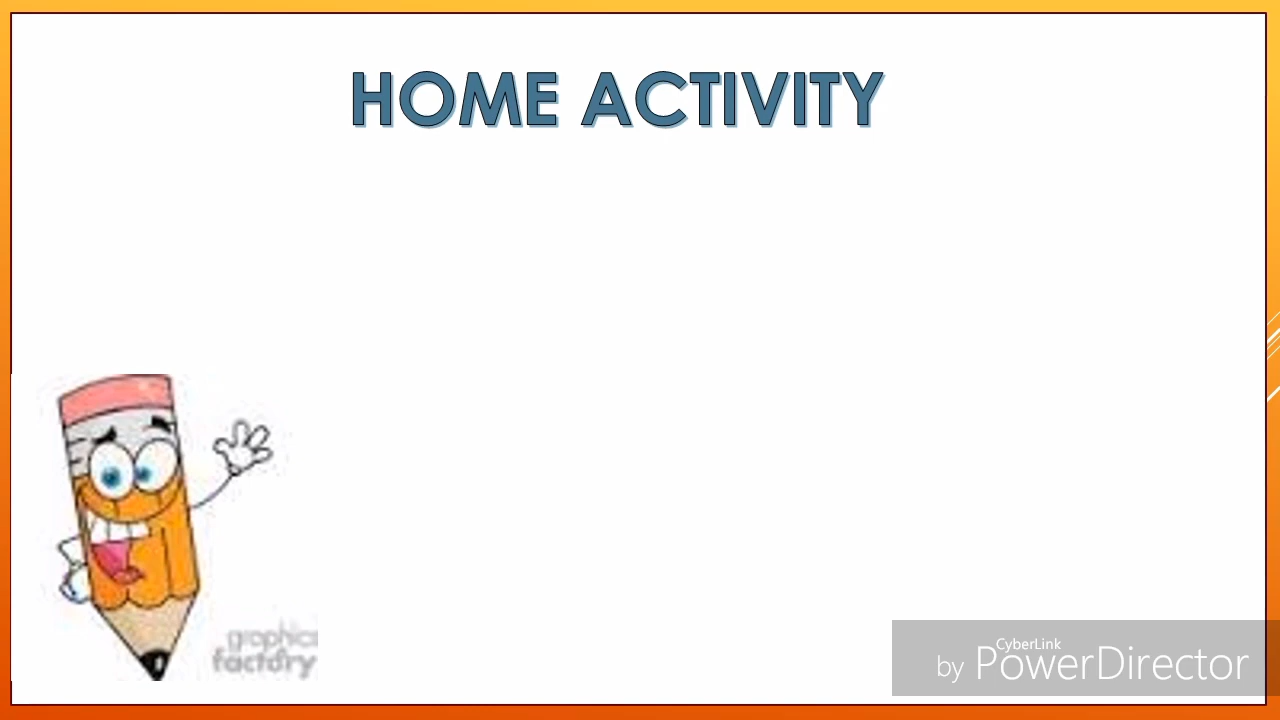 HOME ACTIVITY
graphics
factory
CyberLink
by PowerDirector